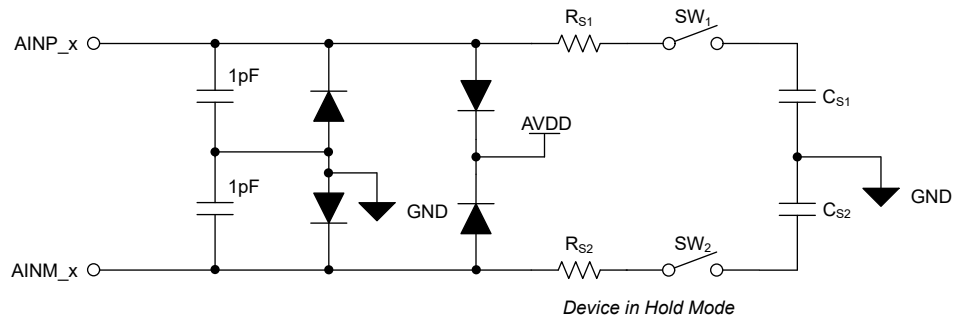 R_S1
SW_1
AINP_x
1pF
C_S1
AVDD
1pF
GND
GND
C_S2
R_S2
SW_2
AINM_x
Device in Hold Mode